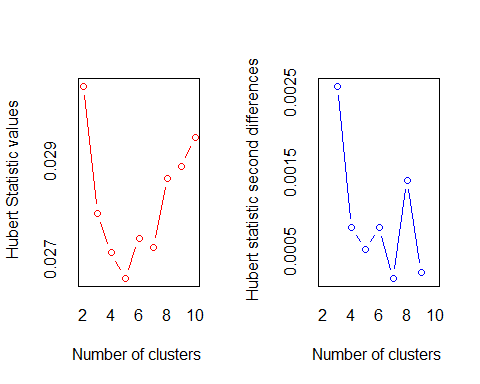 Hubert Statistic values
0.029
0.027
2 4 6 8 10
Number of clusters
Hubert statistic second differences
0.0025
0.0015
0.0005
2 4 6 8 10
Number of clusters